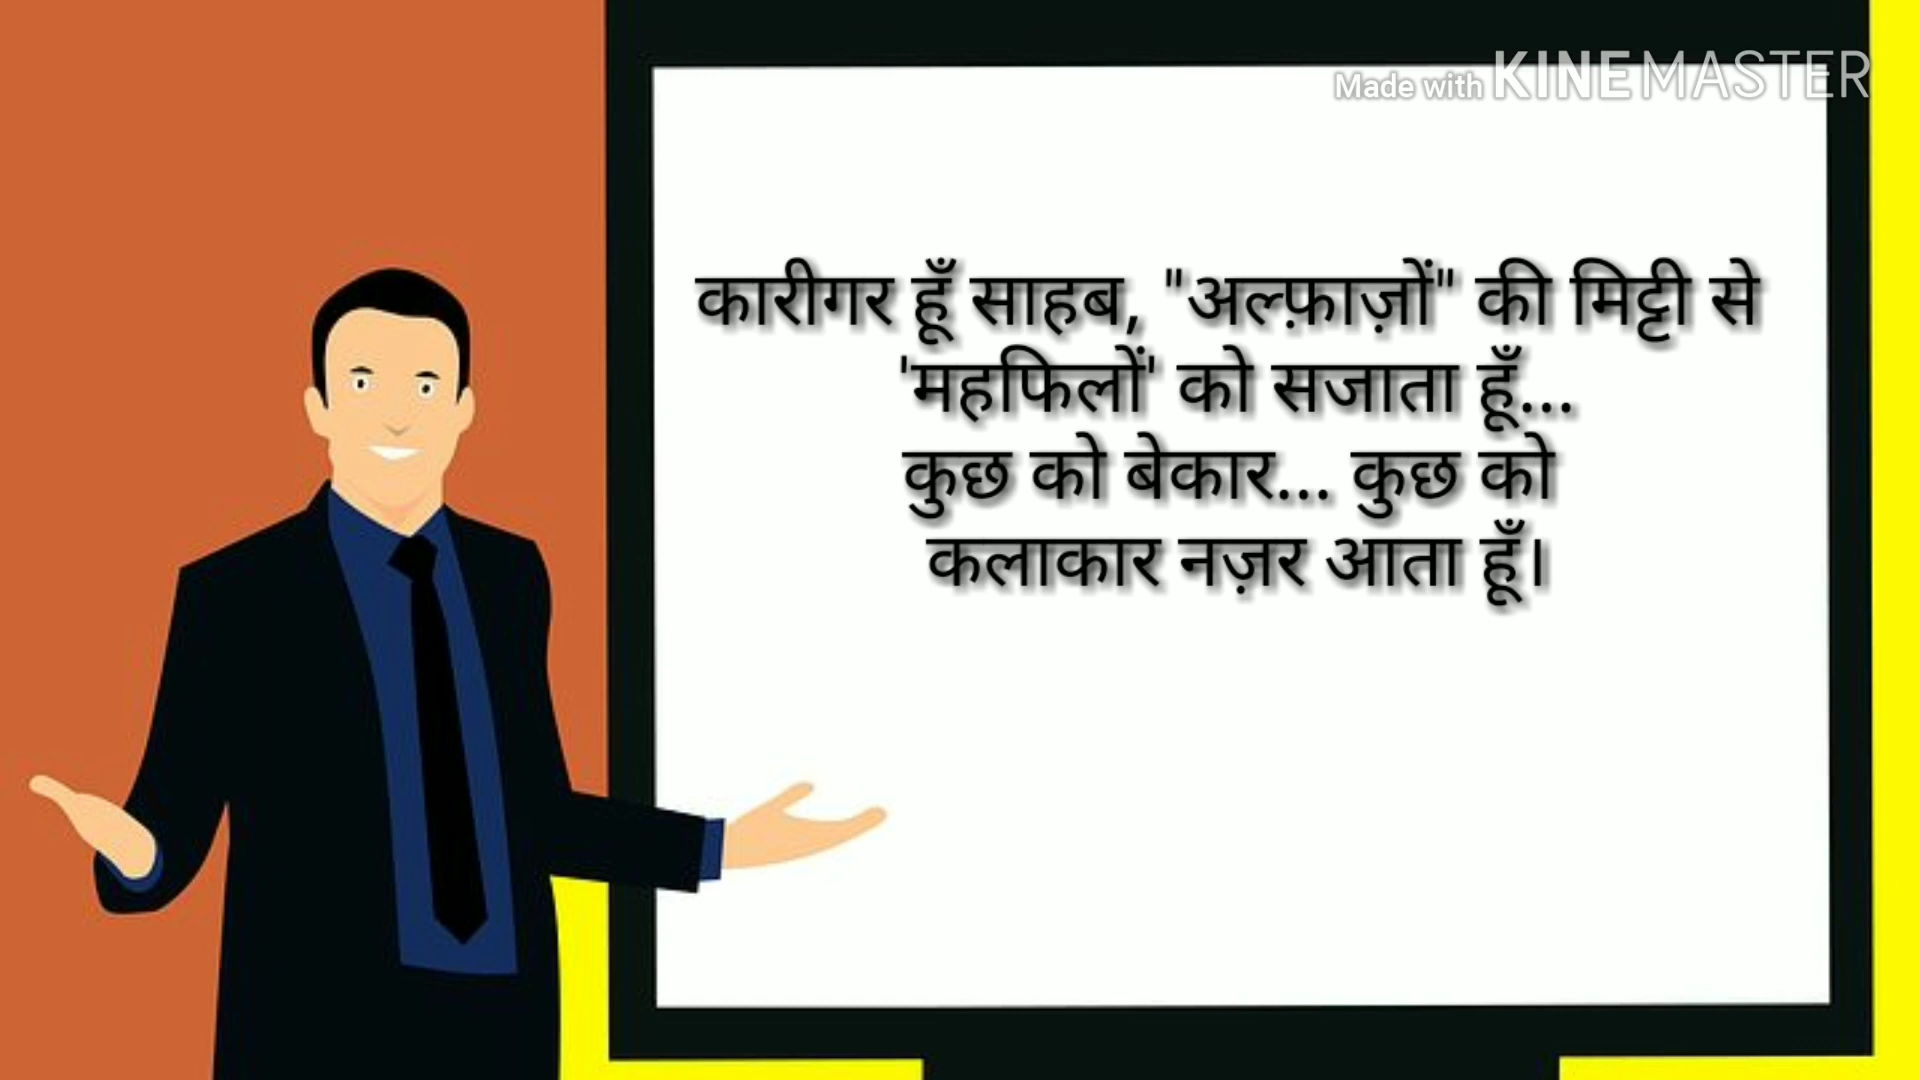 Made with KINEMASTER
कारीगर हूँ साहब, "अल्फ़ाज़ों" की मिट्टी से
'महफिलों' को सजाता हूँ...
कुछ को बेकार... कुछ को
कलाकार नज़र आता हूँ।